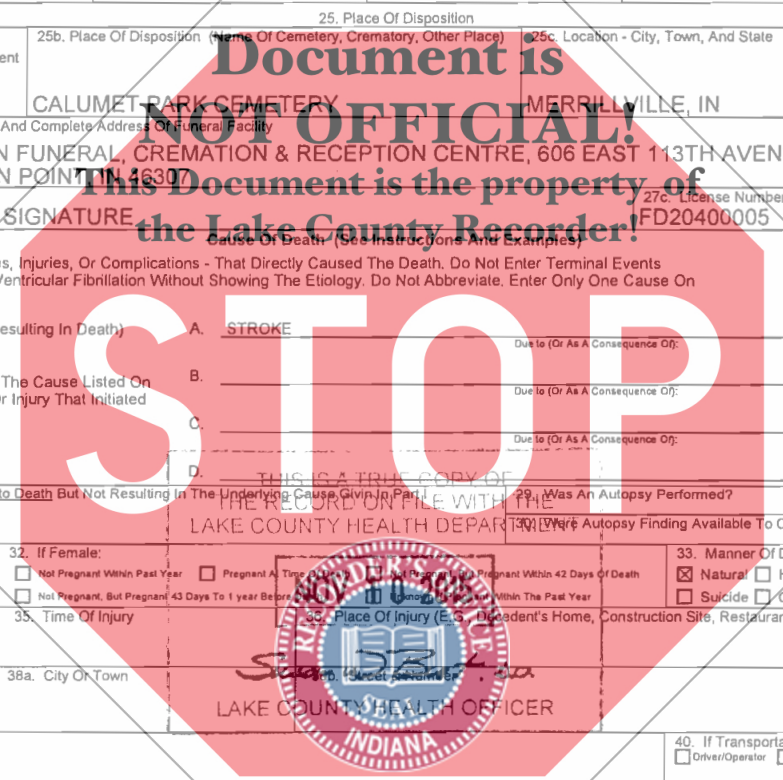 25. Place Of Disposition
25b. Place Of Disposition (Name Of Cemetery, Crematory, Other Place) 25c. Location - City, Town, And State
Document is
CALUMET PARK CEMETERY MERRILLVILLE, IN
NOT OFFICIAL!
And Complete Address Of Funeral Facility
N FUNERAL, CREMATION & RECEPTION CENTRE, 606 EAST 113TH AVEN
N POINT IN 46307
This Document is the property of
27c. License Number
SIGNATURE FD20400005
the Lake County Recorder!
Cause Of Death (See Instructions And Examples)
s, Injuries, Or Complications - That Directly Caused The Death. Do Not Enter Terminal Events
Ventricular Fibrillation Without Showing The Etiology. Do Not Abbreviate. Enter Only One Cause On
STOP
esulting In Death) A. STROKE
Due to (Or As A Consequence Of):
The Cause Listed On B.
Due to (Or As A Consequence Of):
r Injury That Initiated
C.
Due to (Or As A Consequence Of):
D.
THIS IS A TRUE COPY OF
to Death But Not Resulting In The Underlying Cause Givin In Part I 29. Was An Autopsy Performed?
THE RECORD ON FILE WITH THE
LAKE COUNTY HEALTH DEPARTMENT
30. Were Autopsy Finding Available To C
32. If Female: 33. Manner Of D
Not Pregnant Within Past Year Pregnant At Time Of Death Not Pregnant, But Pregnant Within 42 Days Of Death Natural H
Not Pregnant, But Pregnant 43 Days To 1 year Before Unknown If Pregnant Within The Past Year Suicide C
35. Time Of Injury 36. Place Of Injury (E.G., Decedent's Home, Construction Site, Restauran
RECORDER OFFICE
38a. City Or Town 38b. Street & Number
SEAL
LAKE COUNTY HEALTH OFFICER
INDIANA
40. If Transporta
Driver/Operator